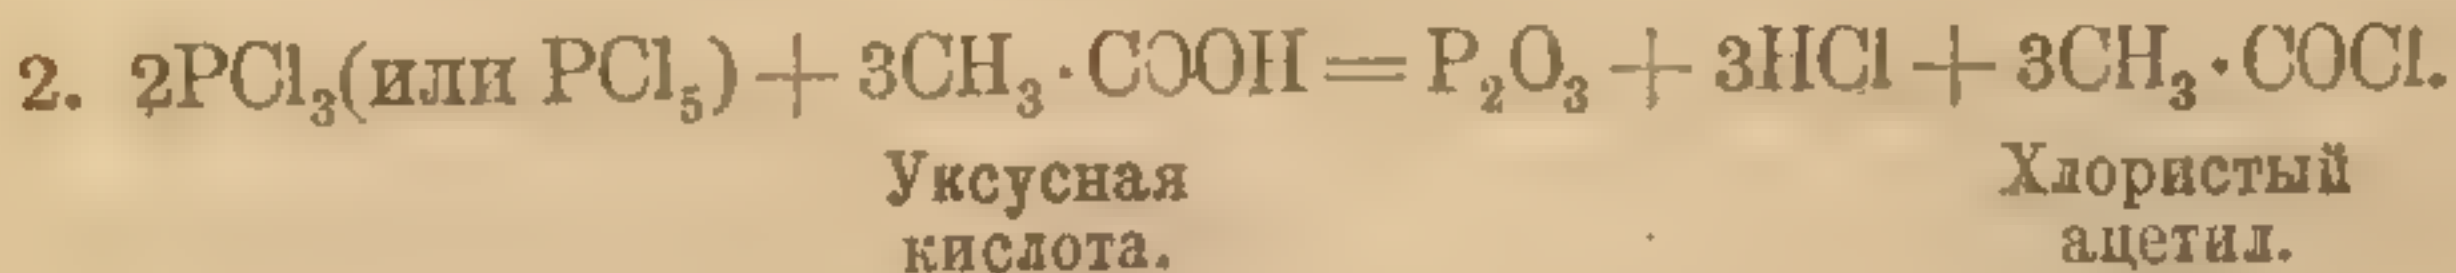 2. 2PCl₃(или PCl₅) + 3CH₃·COOH = P₂O₃ + 3HCl + 3CH₃·COCl.
Уксусная Хлористый
кислота. ацетил.